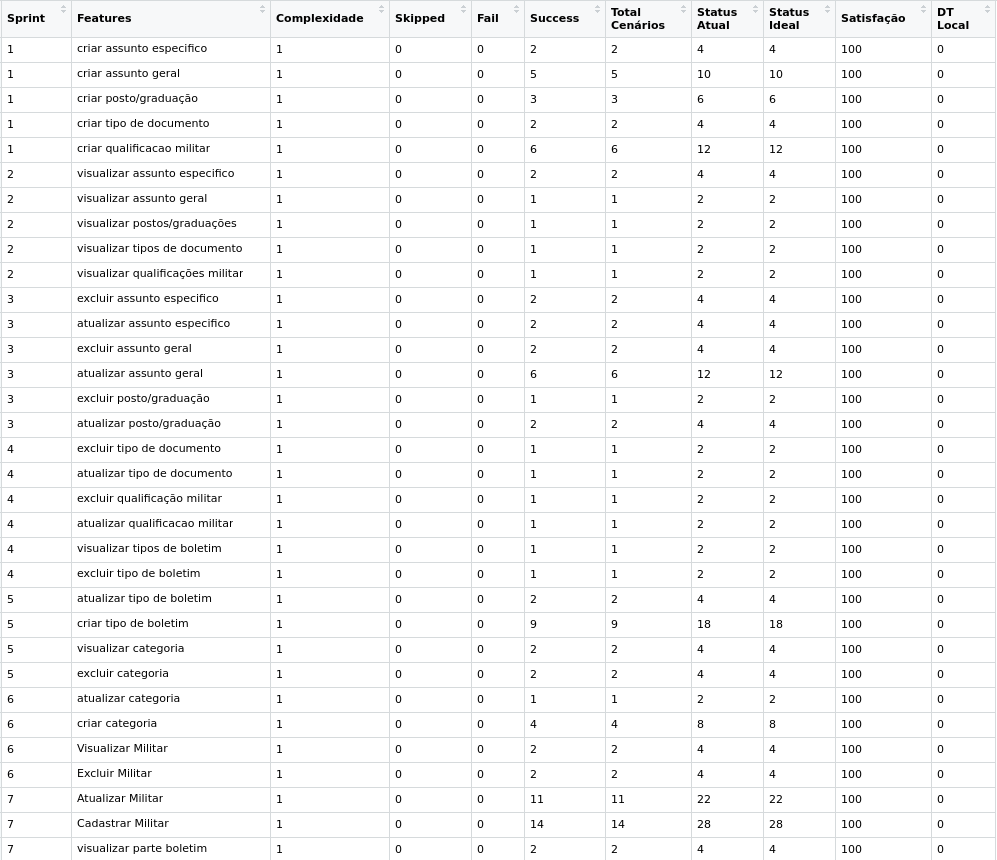 Sprint Features Complexidade Skipped Fail Success Total Cenários Status Atual Status Ideal Satisfação DT Local
1 criar assunto especifico 1 0 0 2 2 4 4 100 0
1 criar assunto geral 1 0 0 5 5 10 10 100 0
1 criar posto/graduação 1 0 0 3 3 6 6 100 0
1 criar tipo de documento 1 0 0 2 2 4 4 100 0
1 criar qualificacao militar 1 0 0 6 6 12 12 100 0
2 visualizar assunto especifico 1 0 0 2 2 4 4 100 0
2 visualizar assunto geral 1 0 0 1 1 2 2 100 0
2 visualizar postos/graduações 1 0 0 1 1 2 2 100 0
2 visualizar tipos de documento 1 0 0 1 1 2 2 100 0
2 visualizar qualificações militar 1 0 0 1 1 2 2 100 0
3 excluir assunto especifico 1 0 0 2 2 4 4 100 0
3 atualizar assunto especifico 1 0 0 2 2 4 4 100 0
3 excluir assunto geral 1 0 0 2 2 4 4 100 0
3 atualizar assunto geral 1 0 0 6 6 12 12 100 0
3 excluir posto/graduação 1 0 0 1 1 2 2 100 0
3 atualizar posto/graduação 1 0 0 2 2 4 4 100 0
4 excluir tipo de documento 1 0 0 1 1 2 2 100 0
4 atualizar tipo de documento 1 0 0 1 1 2 2 100 0
4 excluir qualificação militar 1 0 0 1 1 2 2 100 0
4 atualizar qualificacao militar 1 0 0 1 1 2 2 100 0
4 visualizar tipos de boletim 1 0 0 1 1 2 2 100 0
4 excluir tipo de boletim 1 0 0 1 1 2 2 100 0
5 atualizar tipo de boletim 1 0 0 2 2 4 4 100 0
5 criar tipo de boletim 1 0 0 9 9 18 18 100 0
5 visualizar categoria 1 0 0 2 2 4 4 100 0
5 excluir categoria 1 0 0 2 2 4 4 100 0
6 atualizar categoria 1 0 0 1 1 2 2 100 0
6 criar categoria 1 0 0 4 4 8 8 100 0
6 Visualizar Militar 1 0 0 2 2 4 4 100 0
6 Excluir Militar 1 0 0 2 2 4 4 100 0
7 Atualizar Militar 1 0 0 11 11 22 22 100 0
7 Cadastrar Militar 1 0 0 14 14 28 28 100 0
7 visualizar parte boletim 1 0 0 2 2 4 4 100 0